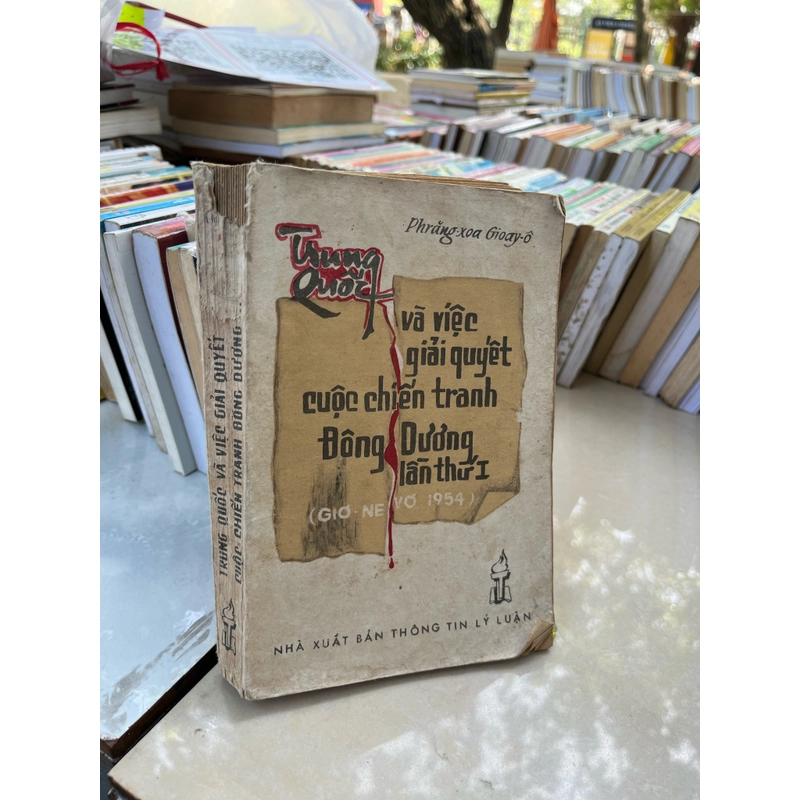 Phrăng-xoa Gioay-ô
Trung
Quốc
và việc
giải quyết
cuộc chiến tranh
Đông Dương
lần thứ I
(GIƠ-NE-VƠ 1954)
NHÀ XUẤT BẢN THÔNG TIN LÝ LUẬN
TRUNG QUỐC VÀ VIỆC GIẢI QUYẾT
CUỘC CHIẾN TRANH ĐÔNG DƯƠNG...